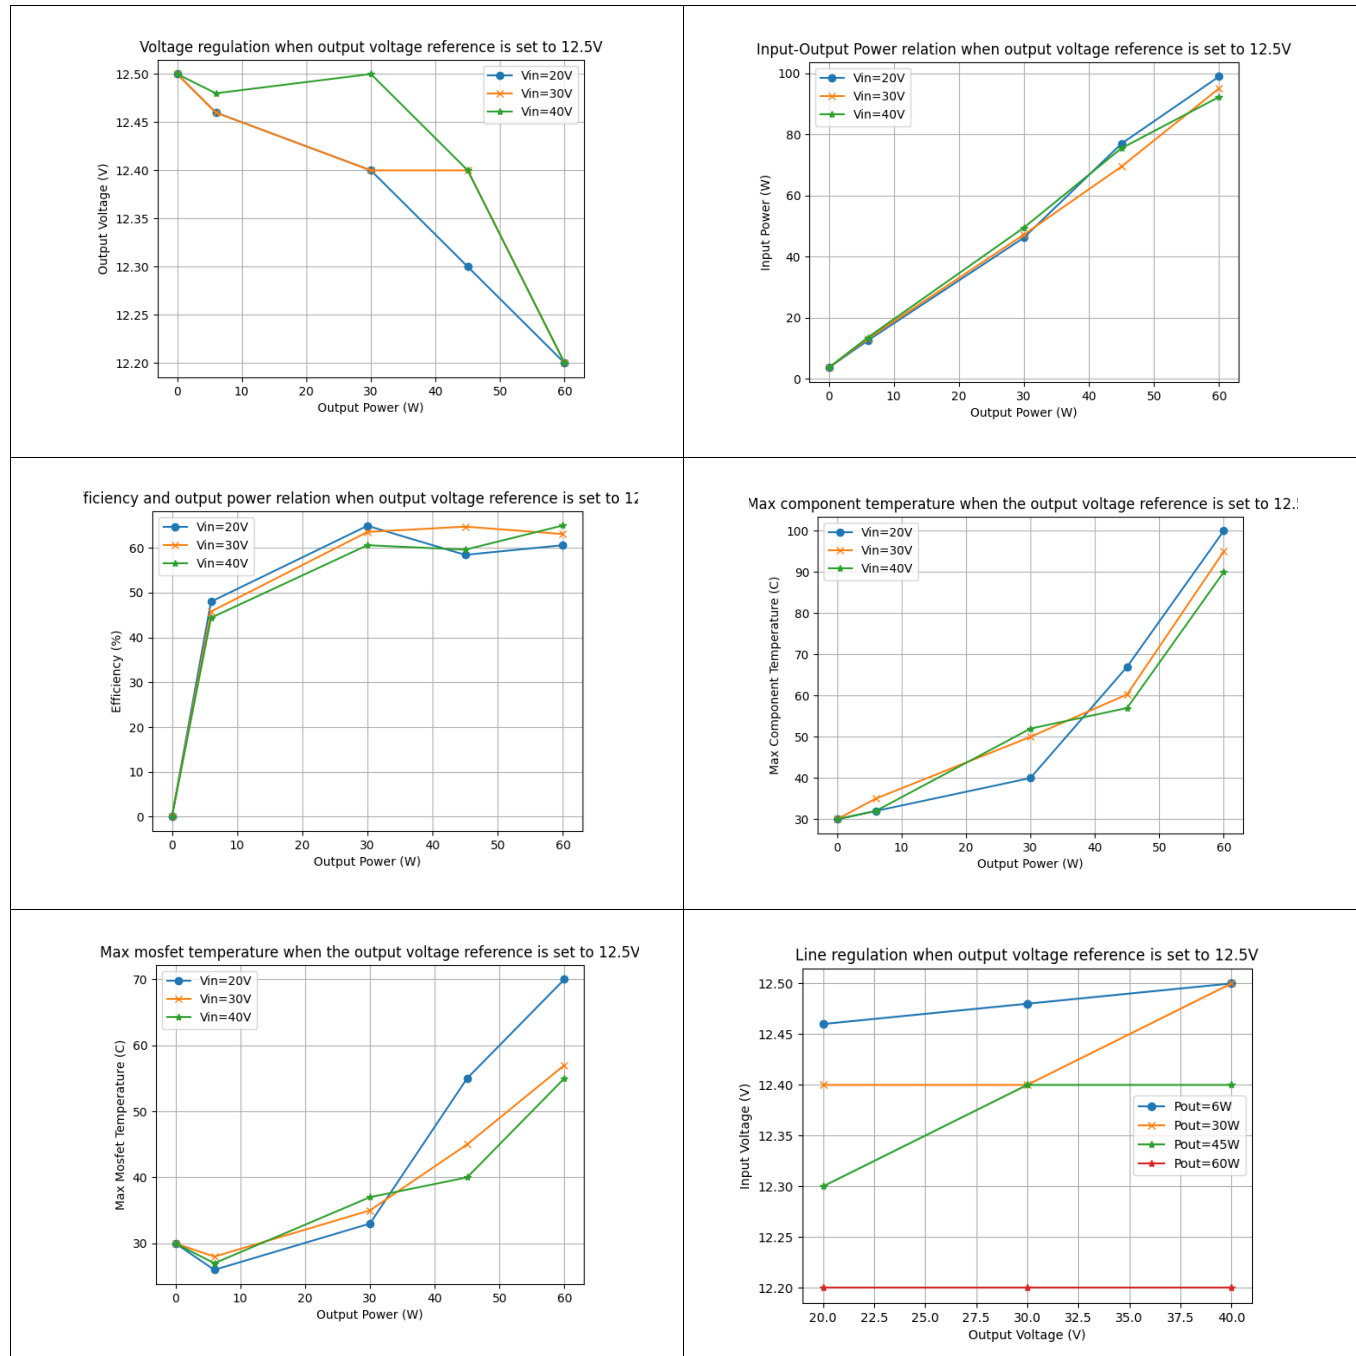 Voltage regulation when output voltage reference is set to 12.5V
12.50
12.45
12.40
12.35
12.30
12.25
12.20
Output Voltage (V)
Vin=20V
Vin=30V
Vin=40V
0 10 20 30 40 50 60
Output Power (W)
Input-Output Power relation when output voltage reference is set to 12.5V
100
80
60
40
20
0
Input Power (W)
Vin=20V
Vin=30V
Vin=40V
0 10 20 30 40 50 60
Output Power (W)
ficiency and output power relation when output voltage reference is set to 12
60
50
40
30
20
10
0
Efficiency (%)
Vin=20V
Vin=30V
Vin=40V
0 10 20 30 40 50 60
Output Power (W)
Max component temperature when the output voltage reference is set to 12.
100
90
80
70
60
50
40
30
Max Component Temperature (C)
Vin=20V
Vin=30V
Vin=40V
0 10 20 30 40 50 60
Output Power (W)
Max mosfet temperature when the output voltage reference is set to 12.5V
70
60
50
40
30
Max Mosfet Temperature (C)
Vin=20V
Vin=30V
Vin=40V
0 10 20 30 40 50 60
Output Power (W)
Line regulation when output voltage reference is set to 12.5V
12.50
12.45
12.40
12.35
12.30
12.25
12.20
Input Voltage (V)
Pout=6W
Pout=30W
Pout=45W
Pout=60W
20.0 22.5 25.0 27.5 30.0 32.5 35.0 37.5 40.0
Output Voltage (V)